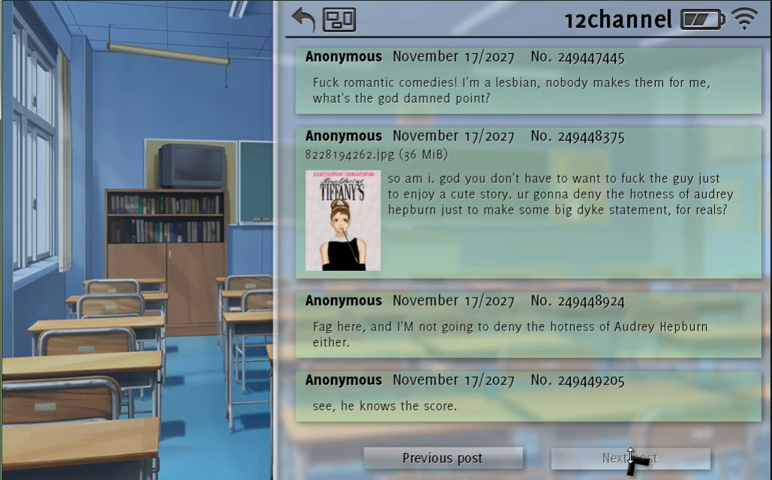 12channel
Anonymous November 17/2027 No. 249447445
Fuck romantic comedies! I'm a lesbian, nobody makes them for me,
what's the god damned point?
Anonymous November 17/2027 No. 249448375
8228194262.jpg (36 MiB)
TIFFANY'S
so am i. god you don't have to want to fuck the guy just
to enjoy a cute story. ur gonna deny the hotness of audrey
hepburn just to make some big dyke statement, for reals?
Anonymous November 17/2027 No. 249448924
Fag here, and I'M not going to deny the hotness of Audrey Hepburn
either.
Anonymous November 17/2027 No. 249449205
see, he knows the score.
Previous post
Next post